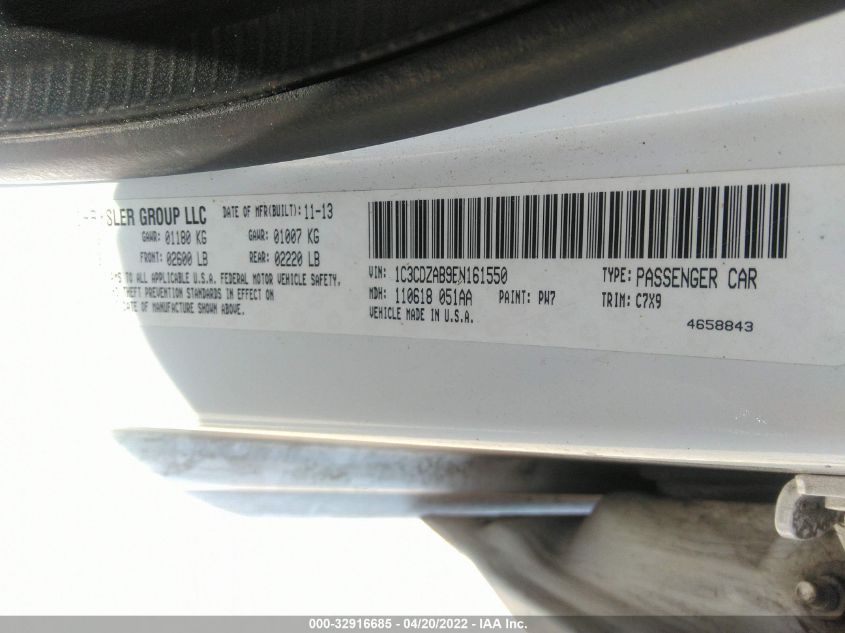 SLER GROUP LLC DATE OF MFR(BUILT): 11-13
GAWR: 01180 KG GAWR: 01007 KG
FRONT: 02600 LB REAR: 02220 LB
TO ALL APPLICABLE U.S.A. FEDERAL MOTOR VEHICLE SAFETY,
THEFT PREVENTION STANDARDS IN EFFECT ON
DATE OF MANUFACTURE SHOWN ABOVE.
VIN: 1C3CDZAB9EN161550 TYPE: PASSENGER CAR
MDH: 110618 051AA PAINT: PW7 TRIM: C7X9
VEHICLE MADE IN U.S.A.
4658843
000-32916685 - 04/20/2022 - IAA Inc.